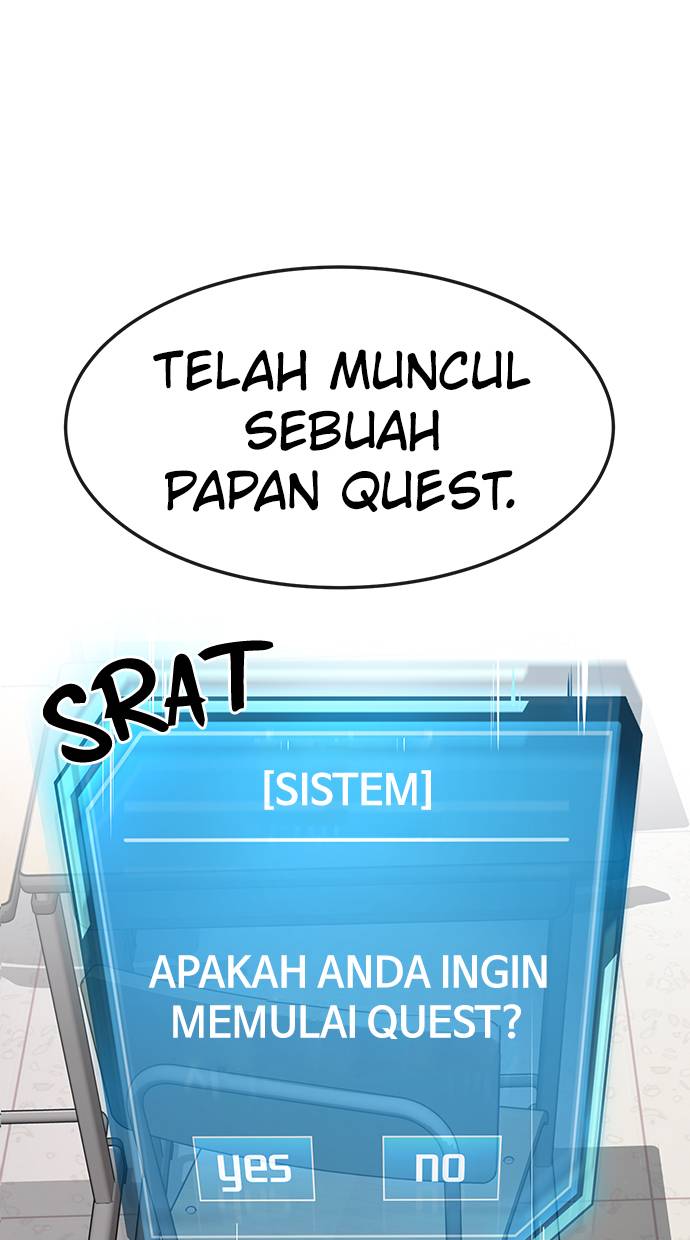 TELAH MUNCUL
SEBUAH
PAPAN QUEST.
SRAT
[SISTEM]
APAKAH ANDA INGIN
MEMULAI QUEST?
yes no